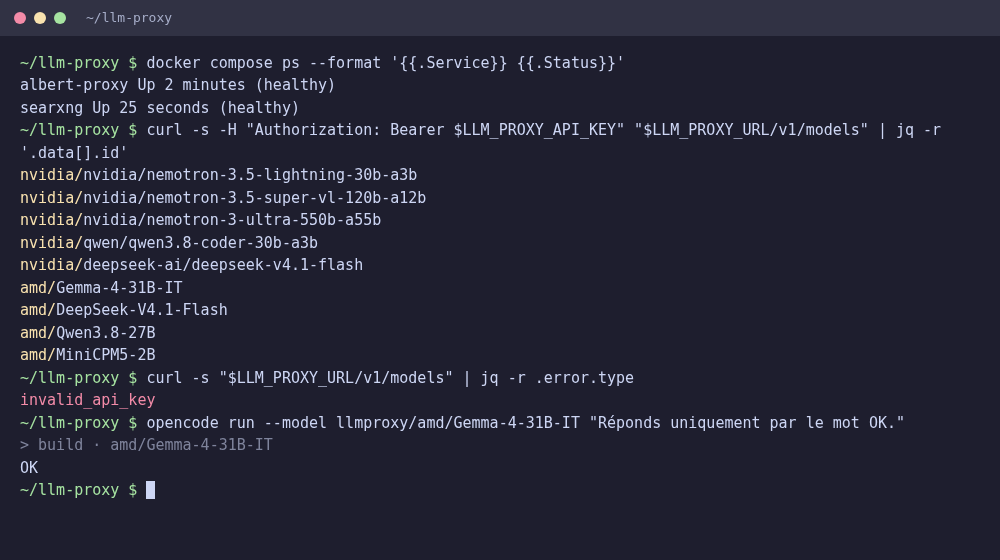 ~/llm-proxy
~/llm-proxy $ docker compose ps --format '{{.Service}} {{.Status}}'
albert-proxy Up 2 minutes (healthy)
searxng Up 25 seconds (healthy)
~/llm-proxy $ curl -s -H "Authorization: Bearer $LLM_PROXY_API_KEY" "$LLM_PROXY_URL/v1/models" | jq -r
'.data[].id'
nvidia/nvidia/nemotron-3.5-lightning-30b-a3b
nvidia/nvidia/nemotron-3.5-super-vl-120b-a12b
nvidia/nvidia/nemotron-3-ultra-550b-a55b
nvidia/qwen/qwen3.8-coder-30b-a3b
nvidia/deepseek-ai/deepseek-v4.1-flash
amd/Gemma-4-31B-IT
amd/DeepSeek-V4.1-Flash
amd/Qwen3.8-27B
amd/MiniCPM5-2B
~/llm-proxy $ curl -s "$LLM_PROXY_URL/v1/models" | jq -r .error.type
invalid_api_key
~/llm-proxy $ opencode run --model llmproxy/amd/Gemma-4-31B-IT "Réponds uniquement par le mot OK."
> build · amd/Gemma-4-31B-IT
OK
~/llm-proxy $